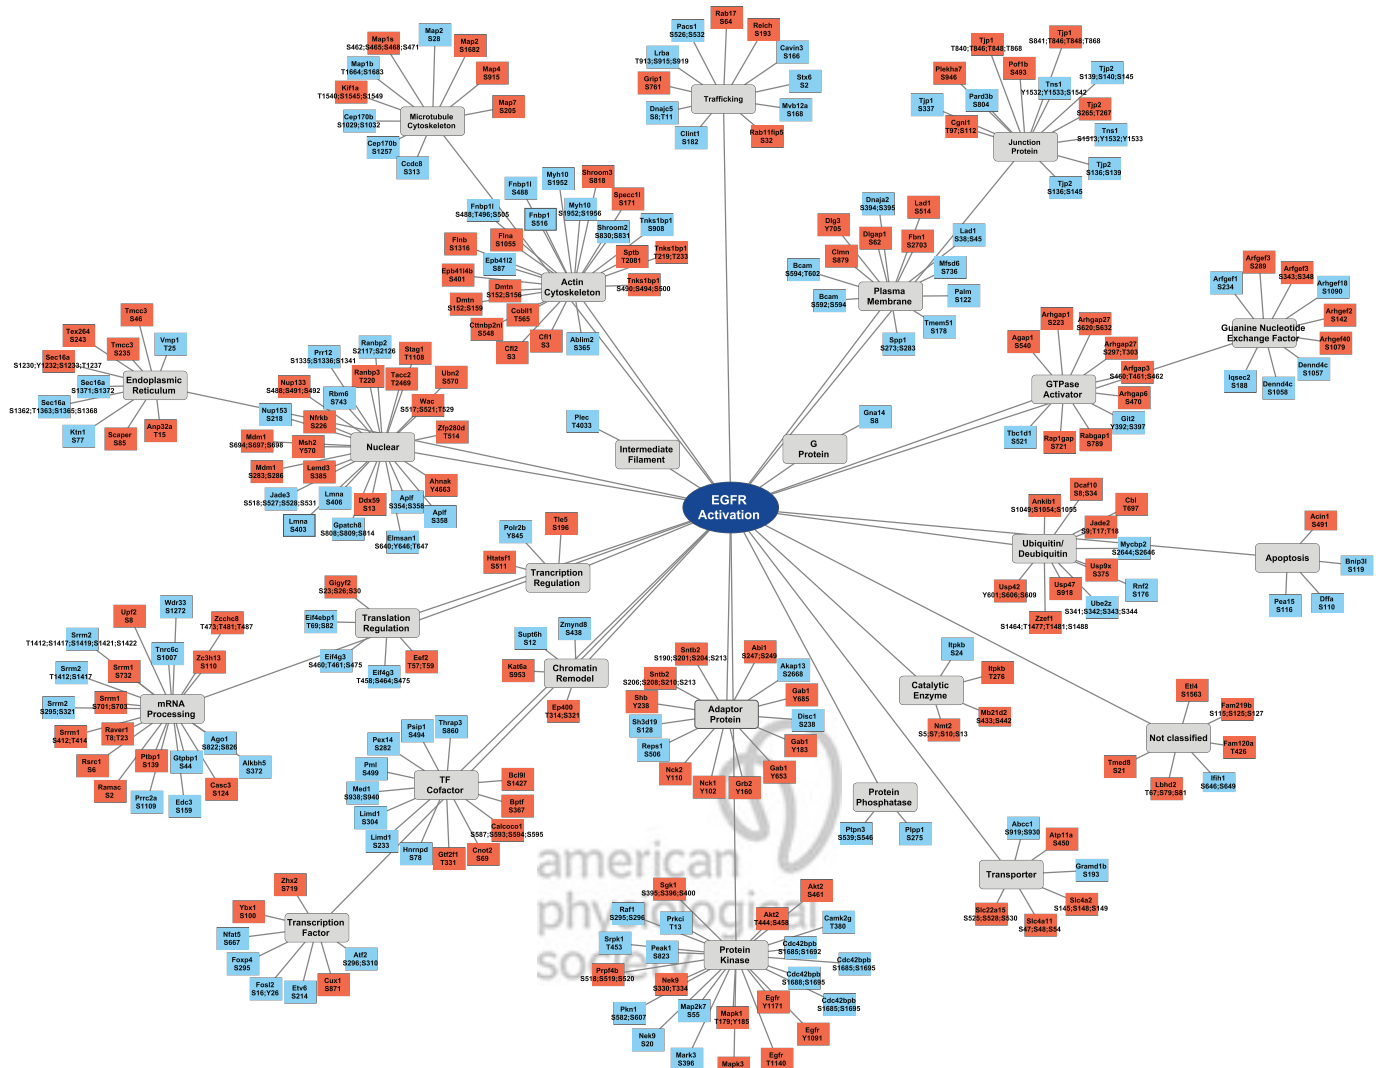 Map1s
S462;S465;S468;S471
Map2
S28
Map2
S1682
Map1b
T1664;S1683
Map4
S915
Kif1a
T1540;S1545;S1549
Map7
S205
Cep170b
S1029;S1032
Microtubule
Cytoskeleton
Cep170b
S1257
Ccdc8
S313
Pacs1
S526;S532
Rab17
S64
Relch
S193
Lrba
T913;S915;S919
Cavin3
S166
Grip1
S761
Stx6
S2
Trafficking
Dnajc5
S8;T11
Mvb12a
S168
Clint1
S182
Rab11fip5
S32
Tjp1
T840;T846;T848;T868
Tjp1
S841;T846;T848;T868
Plekha7
S946
Pof1b
S493
Tjp2
S139;S140;S145
Tns1
Y1532;Y1533;S1542
Pard3b
S804
Tjp1
S337
Tjp2
S265;T267
Cgnl1
T97;S112
Tns1
S1513;Y1532;Y1533
Junction
Protein
Tjp2
S136;S139
Tjp2
S136;S145
Fnbp1l
S488
Myh10
S1952
Shroom3
S818
Specc1l
S171
Fnbp1l
S488;T496;S505
Myh10
S1952;S1956
Fnbp1
S516
Shroom2
S830;S831
Tnks1bp1
S908
Flnb
S1316
Flna
S1055
Sptb
T2081
Tnks1bp1
T219;T233
Epb41l2
S87
Epb41l4b
S401
Actin
Cytoskeleton
Tnks1bp1
S490;S494;S500
Dmtn
S152;S156
Dmtn
S152;S159
Cobll1
T565
Cttnbp2nl
S548
Cfl2
S3
Cfl1
S3
Ablim2
S365
Dnaja2
S394;S395
Lad1
S514
Dlg3
Y705
Dlgap1
S62
Fbn1
S2703
Lad1
S38;S45
Clmn
S879
Bcam
S594;T602
Mfsd6
S736
Bcam
S592;S594
Plasma
Membrane
Palm
S122
Tmem51
S178
Spp1
S273;S283
Arfgef1
S234
Arfgef3
S289
Arfgef3
S343;S348
Arhgef18
S1090
Arhgef2
S142
Guanine Nucleotide
Exchange Factor
Arhgef40
S1079
Iqsec2
S188
Dennd4c
S1058
Dennd4c
S1057
Arhgap1
S223
Arhgap27
S620;S632
Agap1
S540
Arhgap27
S297;T303
Arfgap3
S460;T461;S462
GTPase
Activator
Arhgap6
S470
Git2
Y392;S397
Tbc1d1
S521
Rap1gap
S721
Rabgap1
S789
Tmcc3
S46
Tex264
S243
Tmcc3
S235
Vmp1
T25
Sec16a
S1230;Y1232;S1233;T1237
Sec16a
S1371;S1372
Endoplasmic
Reticulum
Sec16a
S1362;T1363;S1365;S1368
Ktn1
S77
Scaper
S85
Anp32a
T15
Prr12
S1335;S1336;S1341
Ranbp2
S2117;S2126
Stag1
T1108
Nup133
S488;S491;S492
Ranbp3
T220
Tacc2
T2469
Ubn2
S570
Rbm6
S743
Wac
S517;S521;T529
Nup153
S218
Nfrkb
S226
Zfp280d
T514
Mdm1
S694;S697;S698
Msh2
Y570
Nuclear
Mdm1
S283;S286
Lemd3
S385
Ahnak
Y4663
Jade3
S518;S527;S528;S531
Lmna
S406
Ddx59
S13
Aplf
S354;S358
Aplf
S358
Lmna
S403
Gpatch8
S808;S809;S814
Elmsan1
S640;Y646;T647
Plec
T4033
Intermediate
Filament
Gna14
S8
G
Protein
EGFR
Activation
Polr2b
Y845
Tle5
S196
Htatsf1
S511
Trancription
Regulation
Ankib1
S1049;S1054;S1055
Dcaf10
S8;S34
Cbl
T697
Jade2
S9;T17;T18
Ubiquitin/
Deubiquitin
Mycbp2
S2644;S2646
Usp9x
S375
Usp42
Y601;S606;S609
Usp47
S918
Rnf2
S176
Ube2z
S341;S342;S343;S344
Zzef1
S1464;T1477;T1481;S1488
Acin1
S491
Apoptosis
Bnip3l
S119
Pea15
S116
Dffa
S110
Gigyf2
S23;S26;S30
Eif4ebp1
T69;S82
Translation
Regulation
Eif4g3
S460;T461;S475
Eif4g3
T458;S464;S475
Eef2
T57;T59
Wdr33
S1272
Upf2
S8
Zcchc8
T473;T481;T487
Srrm2
T1412;S1417;S1419;S1421;S1422
Tnrc6c
S1007
Zc3h13
S110
Srrm2
T1412;S1417
Srrm1
S732
Srrm2
S295;S321
Srrm1
S701;S703
mRNA
Processing
Srrm1
S412;T414
Raver1
T8;T23
Ago1
S822;S826
Rsrc1
S6
Ptbp1
S139
Gtpbp1
S44
Alkbh5
S372
Ramac
S2
Prrc2a
S1109
Edc3
S159
Casc3
S124
Supt6h
S12
Zmynd8
S438
Kat6a
S953
Chromatin
Remodel
Ep400
T314;S321
Psip1
S494
Thrap3
S860
Pex14
S282
Pml
S499
TF
Cofactor
Med1
S938;S940
Bcl9l
S1427
Limd1
S304
Bptf
S367
Limd1
S233
Calcoco1
S587;S593;S594;S595
Hnrnpd
S78
Gtf2f1
T331
Cnot2
S69
Sntb2
S190;S201;S204;S213
Abi1
S247;S249
Sntb2
S206;S208;S210;S213
Akap13
S2668
Shb
Y238
Gab1
Y685
Adaptor
Protein
Sh3d19
S128
Disc1
S238
Reps1
S506
Gab1
Y183
Nck2
Y110
Nck1
Y102
Grb2
Y160
Gab1
Y653
Itpkb
S24
Itpkb
T276
Catalytic
Enzyme
Nmt2
S5;S7;S10;S13
Mb21d2
S433;S442
Etl4
S1563
Fam219b
S115;S125;S127
Not classified
Fam120a
T426
Tmed8
S21
Lbhd2
T67;S79;S81
Ifih1
S646;S649
Protein
Phosphatase
Ptpn3
S539;S546
Plpp1
S275
Abcc1
S919;S930
Atp11a
S450
Transporter
Gramd1b
S193
Slc22a15
S525;S528;S530
Slc4a11
S47;S48;S54
Slc4a2
S145;S148;S149
Zhx2
S719
Ybx1
S100
Transcription
Factor
Nfat5
S667
Foxp4
S295
Atf2
S296;S310
Fosl2
S16;Y26
Etv6
S214
Cux1
S871
american
physiological
society
Sgk1
S395;S396;S400
Akt2
S461
Raf1
S295;S296
Prkci
T13
Akt2
T444;S458
Camk2g
T380
Srpk1
T453
Peak1
S823
Protein
Kinase
Cdc42bpb
S1685;S1692
Cdc42bpb
S1685;S1695
Prpf4b
S518;S519;S520
Nek9
S330;T334
Cdc42bpb
S1688;S1695
Cdc42bpb
S1685;S1695
Pkn1
S582;S607
Map2k7
S55
Mapk1
T179;Y185
Egfr
Y1171
Nek9
S20
Egfr
Y1091
Mark3
S396
Mapk3
Egfr
T1140